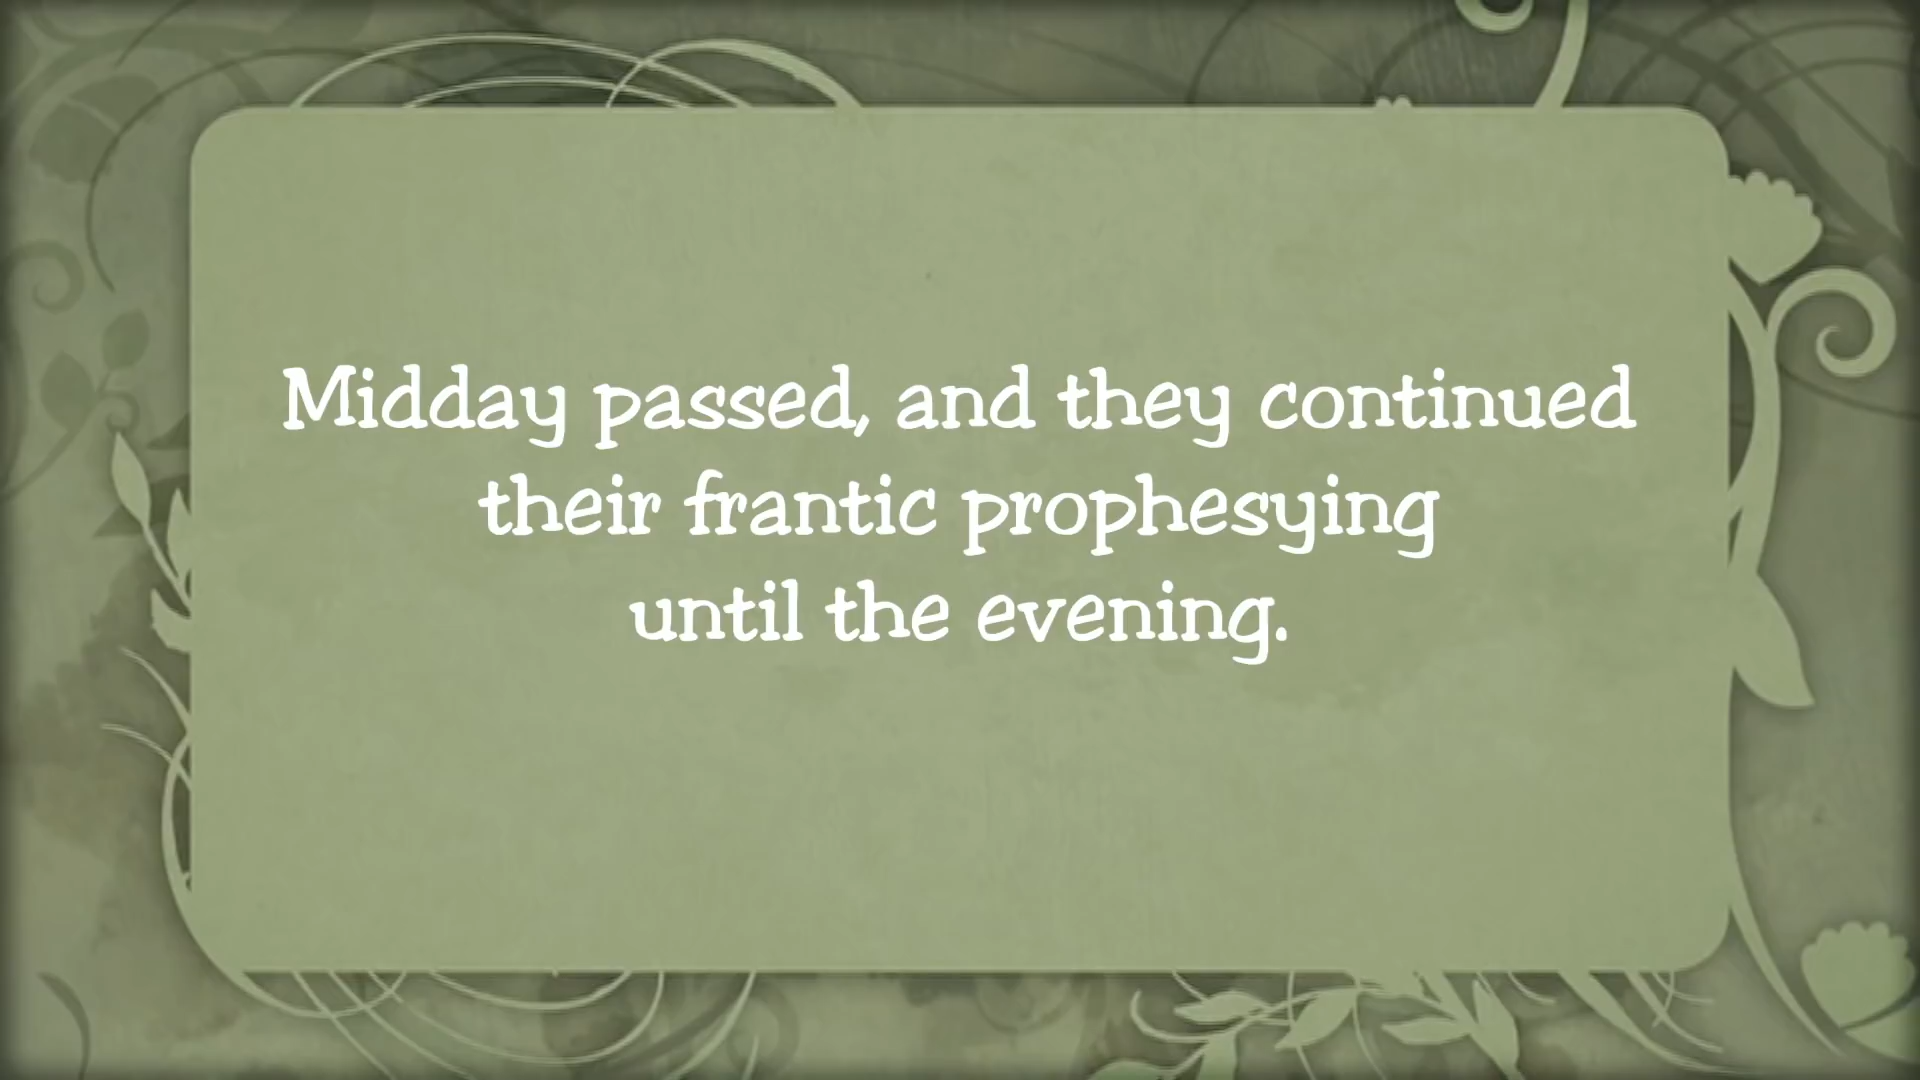 Midday passed, and they continued
their frantic prophesying
until the evening.